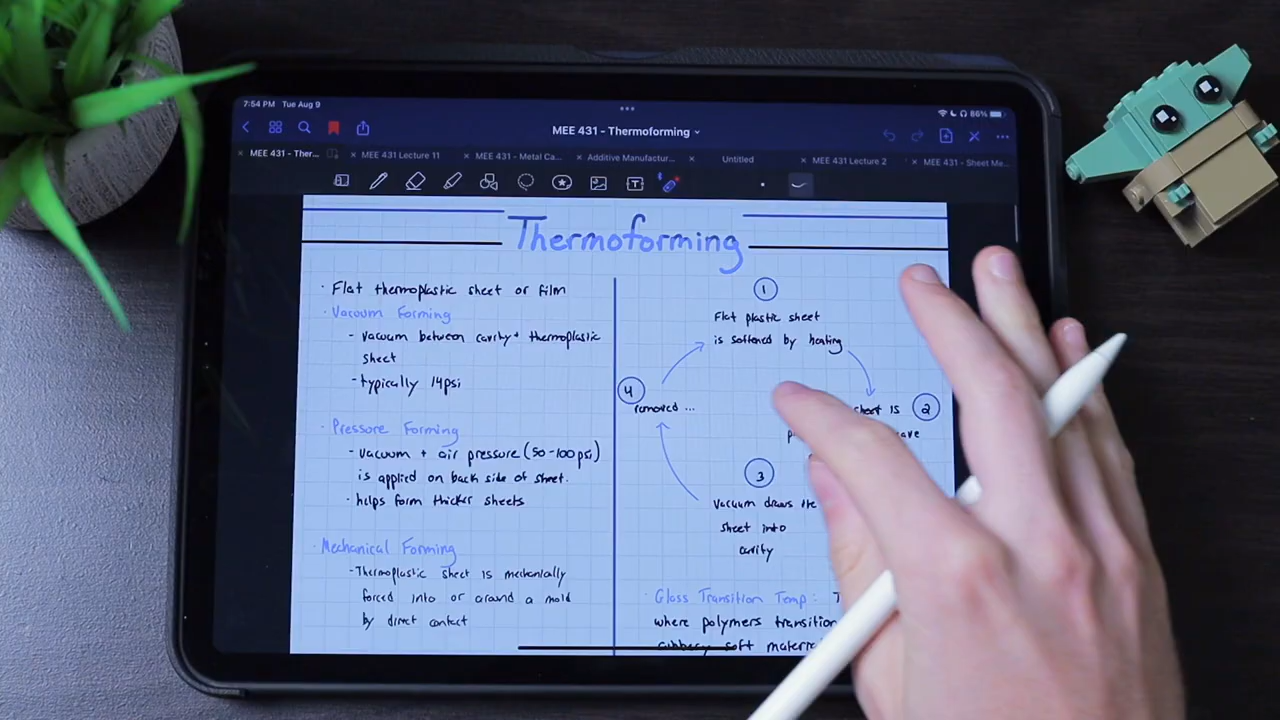 7:54 PM Tue Aug 9
86%
MEE 431 - Thermoforming
MEE 431 - Ther...
MEE 431 Lecture 11
MEE 431 - Metal Ca...
Additive Manufactur...
Untitled
MEE 431 Lecture 2
MEE 431 - Sheet Me...
Thermoforming
· Flat thermoplastic sheet or film
· Vacuum Forming
- vacuum between cavity + thermoplastic
sheet
- typically 14psi
· Pressure Forming
- vacuum + air pressure (50-100psi)
is applied on back side of sheet.
· helps form thicker sheets
· Mechanical Forming
- Thermoplastic sheet is mechanically
forced into or around a mold
by direct contact
1
Flat plastic sheet
is softened by heating
2
sheet is
3
Vacuum draws the
sheet into
cavity
4
removed ...
· Glass Transition Temp:
where polymers transition
rubbery soft